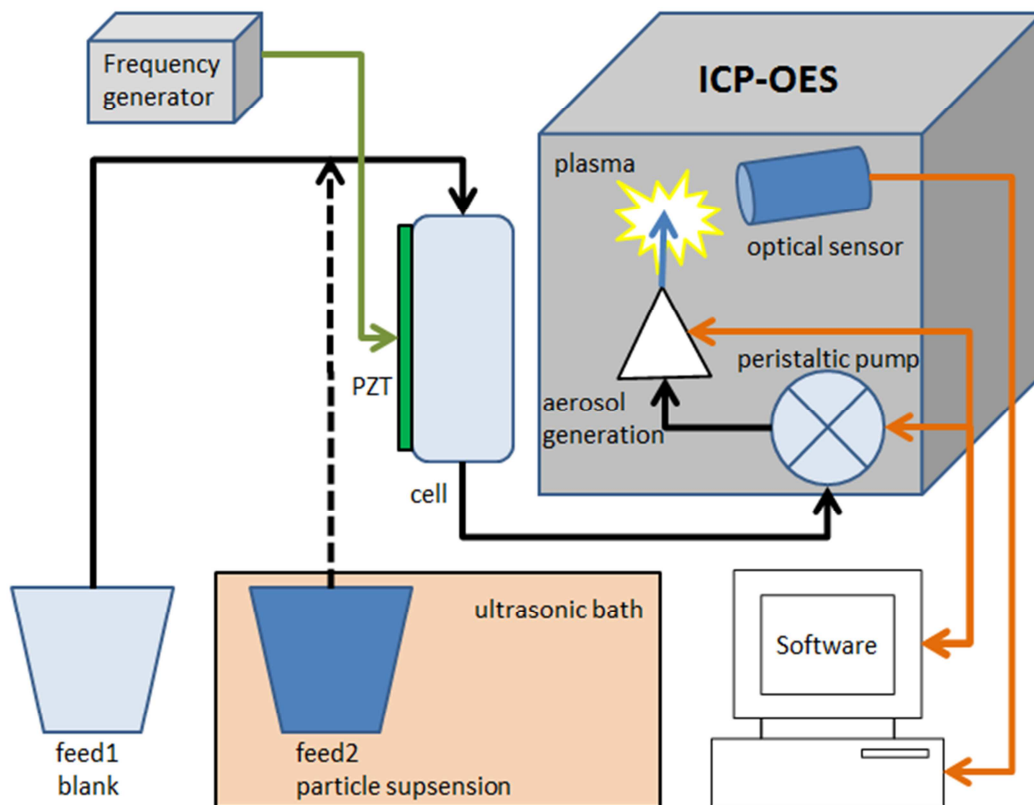 Frequency
generator
ICP-OES
plasma
optical sensor
PZT
peristaltic pump
aerosol
generation
cell
ultrasonic bath
Software
feed1
blank
feed2
particle supsension